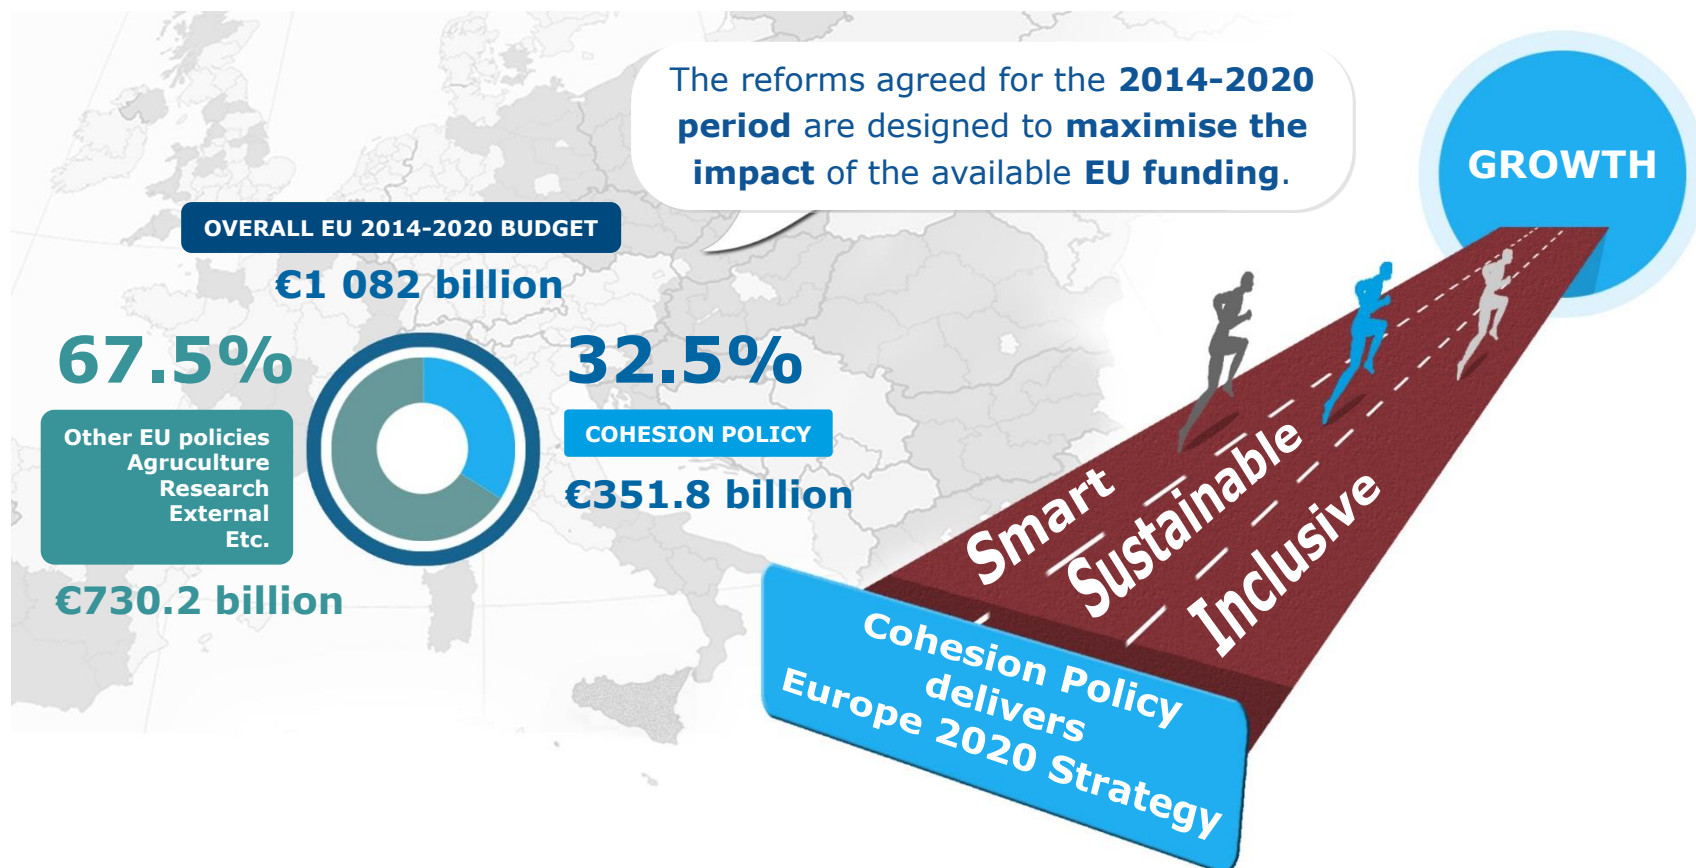 The reforms agreed for the 2014-2020
period are designed to maximise the
impact of the available EU funding.
GROWTH
OVERALL EU 2014-2020 BUDGET
€1 082 billion
67.5%
Other EU policies
Agruculture
Research
External
Etc.
€730.2 billion
32.5%
COHESION POLICY
€351.8 billion
Smart
Sustainable
Inclusive
Cohesion Policy
delivers
Europe 2020 Strategy